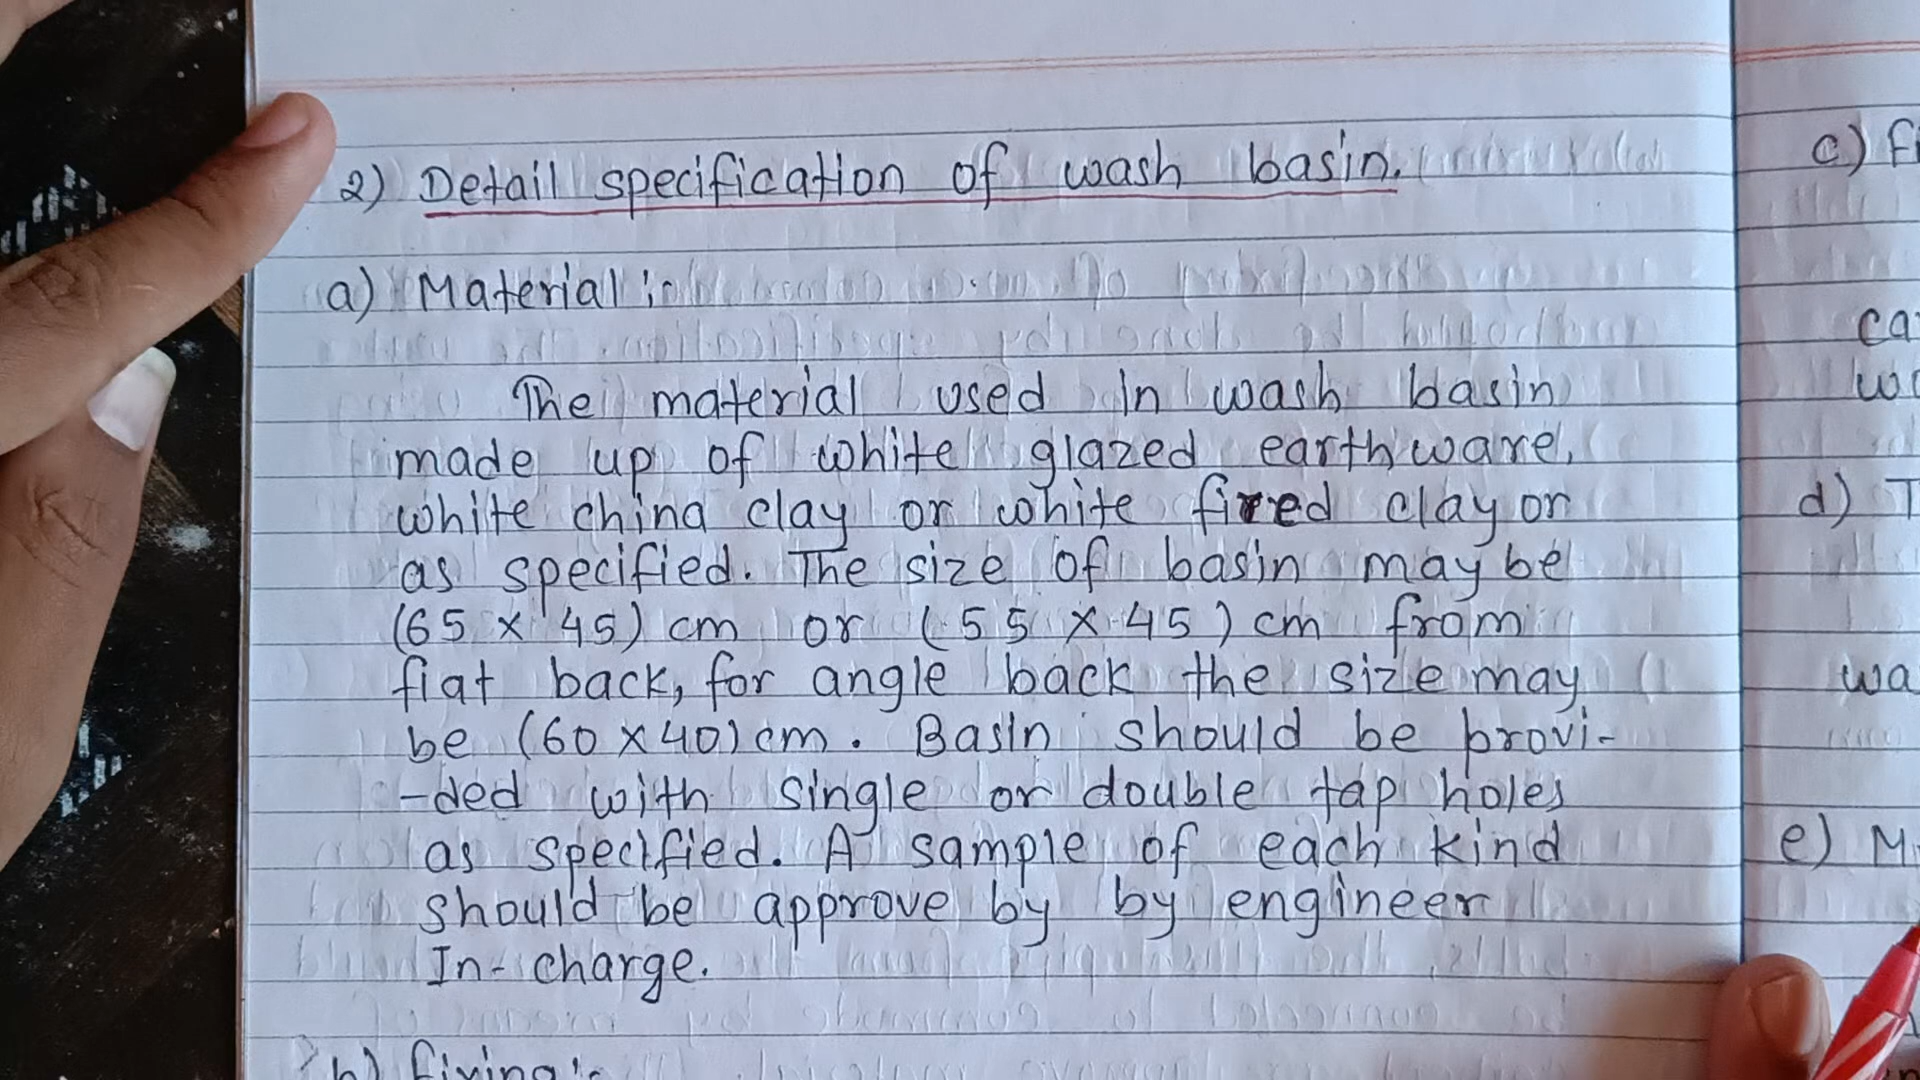 2) Detail specification of wash basin.
a) Material :-
The material used in wash basin
made up of white glazed earthware,
white china clay or white fired clay or
as specified. The size of basin may be
(65 x 45) cm or (55 x 45) cm from
flat back, for angle back the size may
be (60 x 40) cm. Basin should be provi-
-ded with single or double tap holes
as specified. A sample of each kind
should be approve by by engineer
In-charge.
b) fixing :-
c) Fi
ca
d) T
wa
e) M